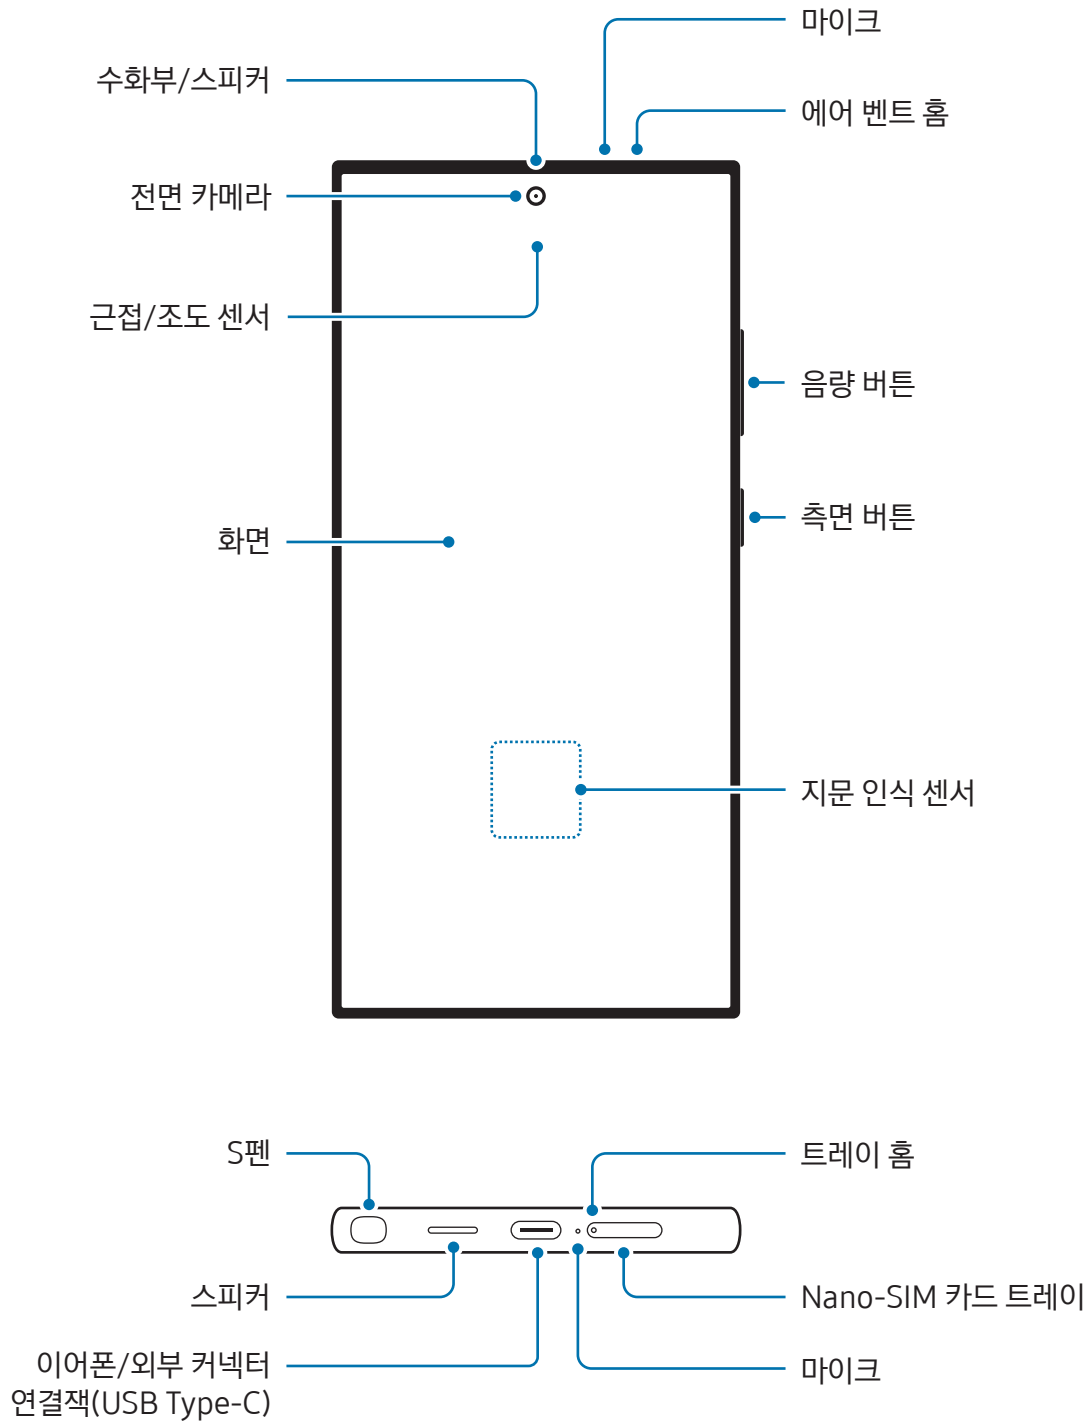 마이크
수화부/스피커
에어 벤트 홈
전면 카메라
근접/조도 센서
음량 버튼
측면 버튼
화면
지문 인식 센서
S펜
트레이 홈
스피커
Nano-SIM 카드 트레이
이어폰/외부 커넥터
연결잭(USB Type-C)
마이크